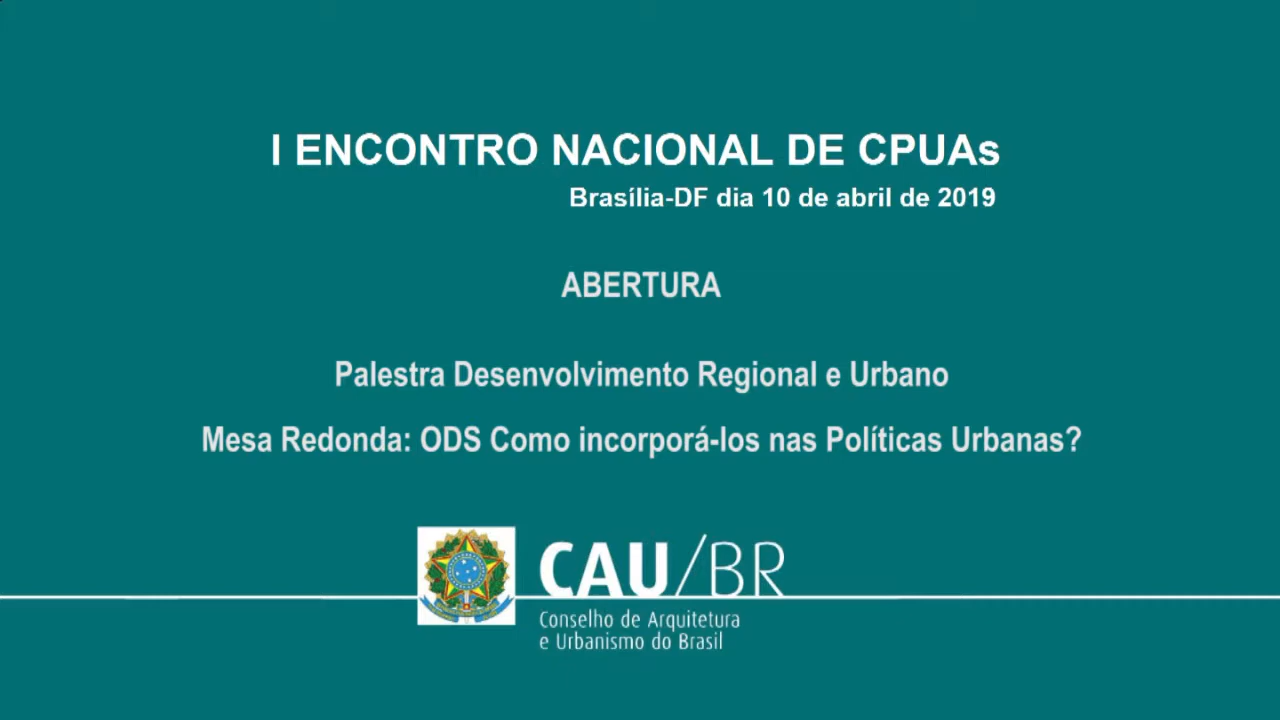 I ENCONTRO NACIONAL DE CPUAs
Brasília-DF dia 10 de abril de 2019
ABERTURA
Palestra Desenvolvimento Regional e Urbano
Mesa Redonda: ODS Como incorporá-los nas Políticas Urbanas?
CAU/BR
Conselho de Arquitetura
e Urbanismo do Brasil